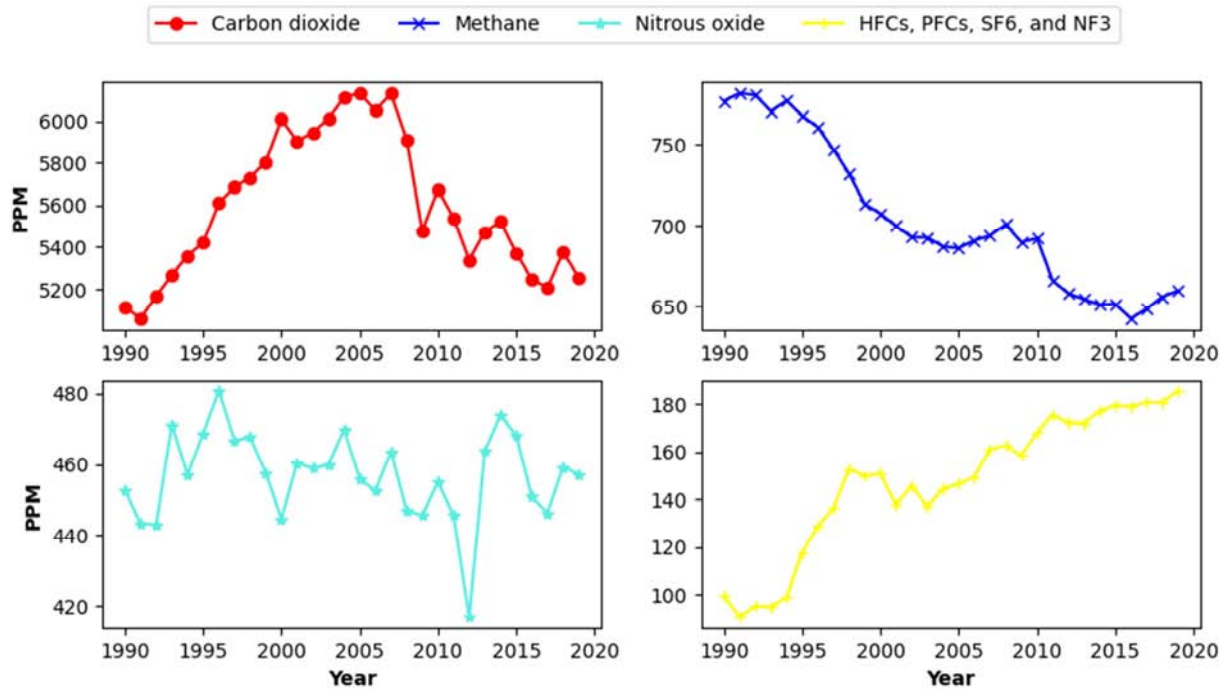 Carbon dioxide Methane Nitrous oxide HFCs, PFCs, SF6, and NF3
PPM
6000
5800
5600
5400
5200
1990 1995 2000 2005 2010 2015 2020
750
700
650
1990 1995 2000 2005 2010 2015 2020
PPM
480
460
440
420
1990 1995 2000 2005 2010 2015 2020
Year
180
160
140
120
100
1990 1995 2000 2005 2010 2015 2020
Year